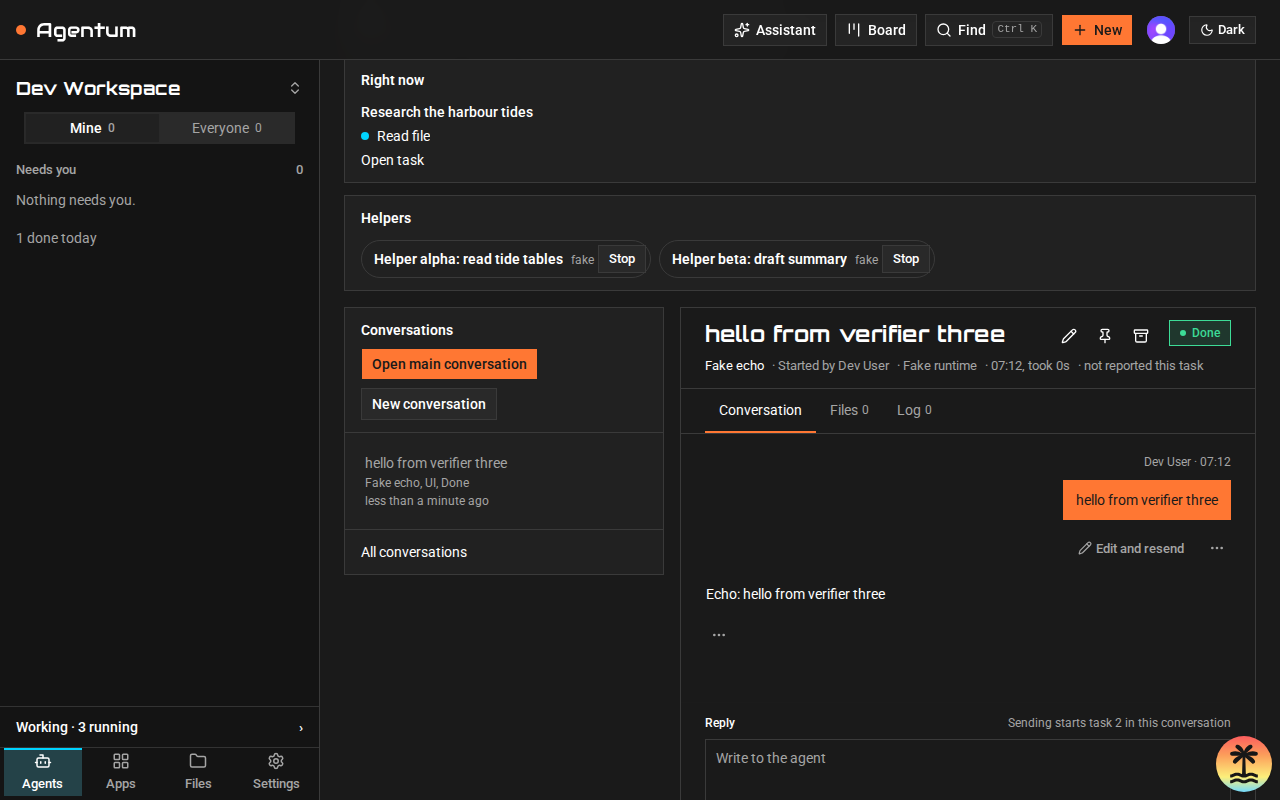 Agentum
Assistant
Board
Find Ctrl K
New
Dark
Dev Workspace
Mine 0
Everyone 0
Needs you 0
Nothing needs you.
1 done today
Working · 3 running ›
Agents
Apps
Files
Settings
Right now
Research the harbour tides
Read file
Open task
Helpers
Helper alpha: read tide tables fake Stop
Helper beta: draft summary fake Stop
Conversations
Open main conversation
New conversation
hello from verifier three
Fake echo, UI, Done
less than a minute ago
All conversations
hello from verifier three
Done
Fake echo · Started by Dev User · Fake runtime · 07:12, took 0s · not reported this task
Conversation
Files 0
Log 0
Dev User · 07:12
hello from verifier three
Edit and resend
Echo: hello from verifier three
Reply
Sending starts task 2 in this conversation
Write to the agent